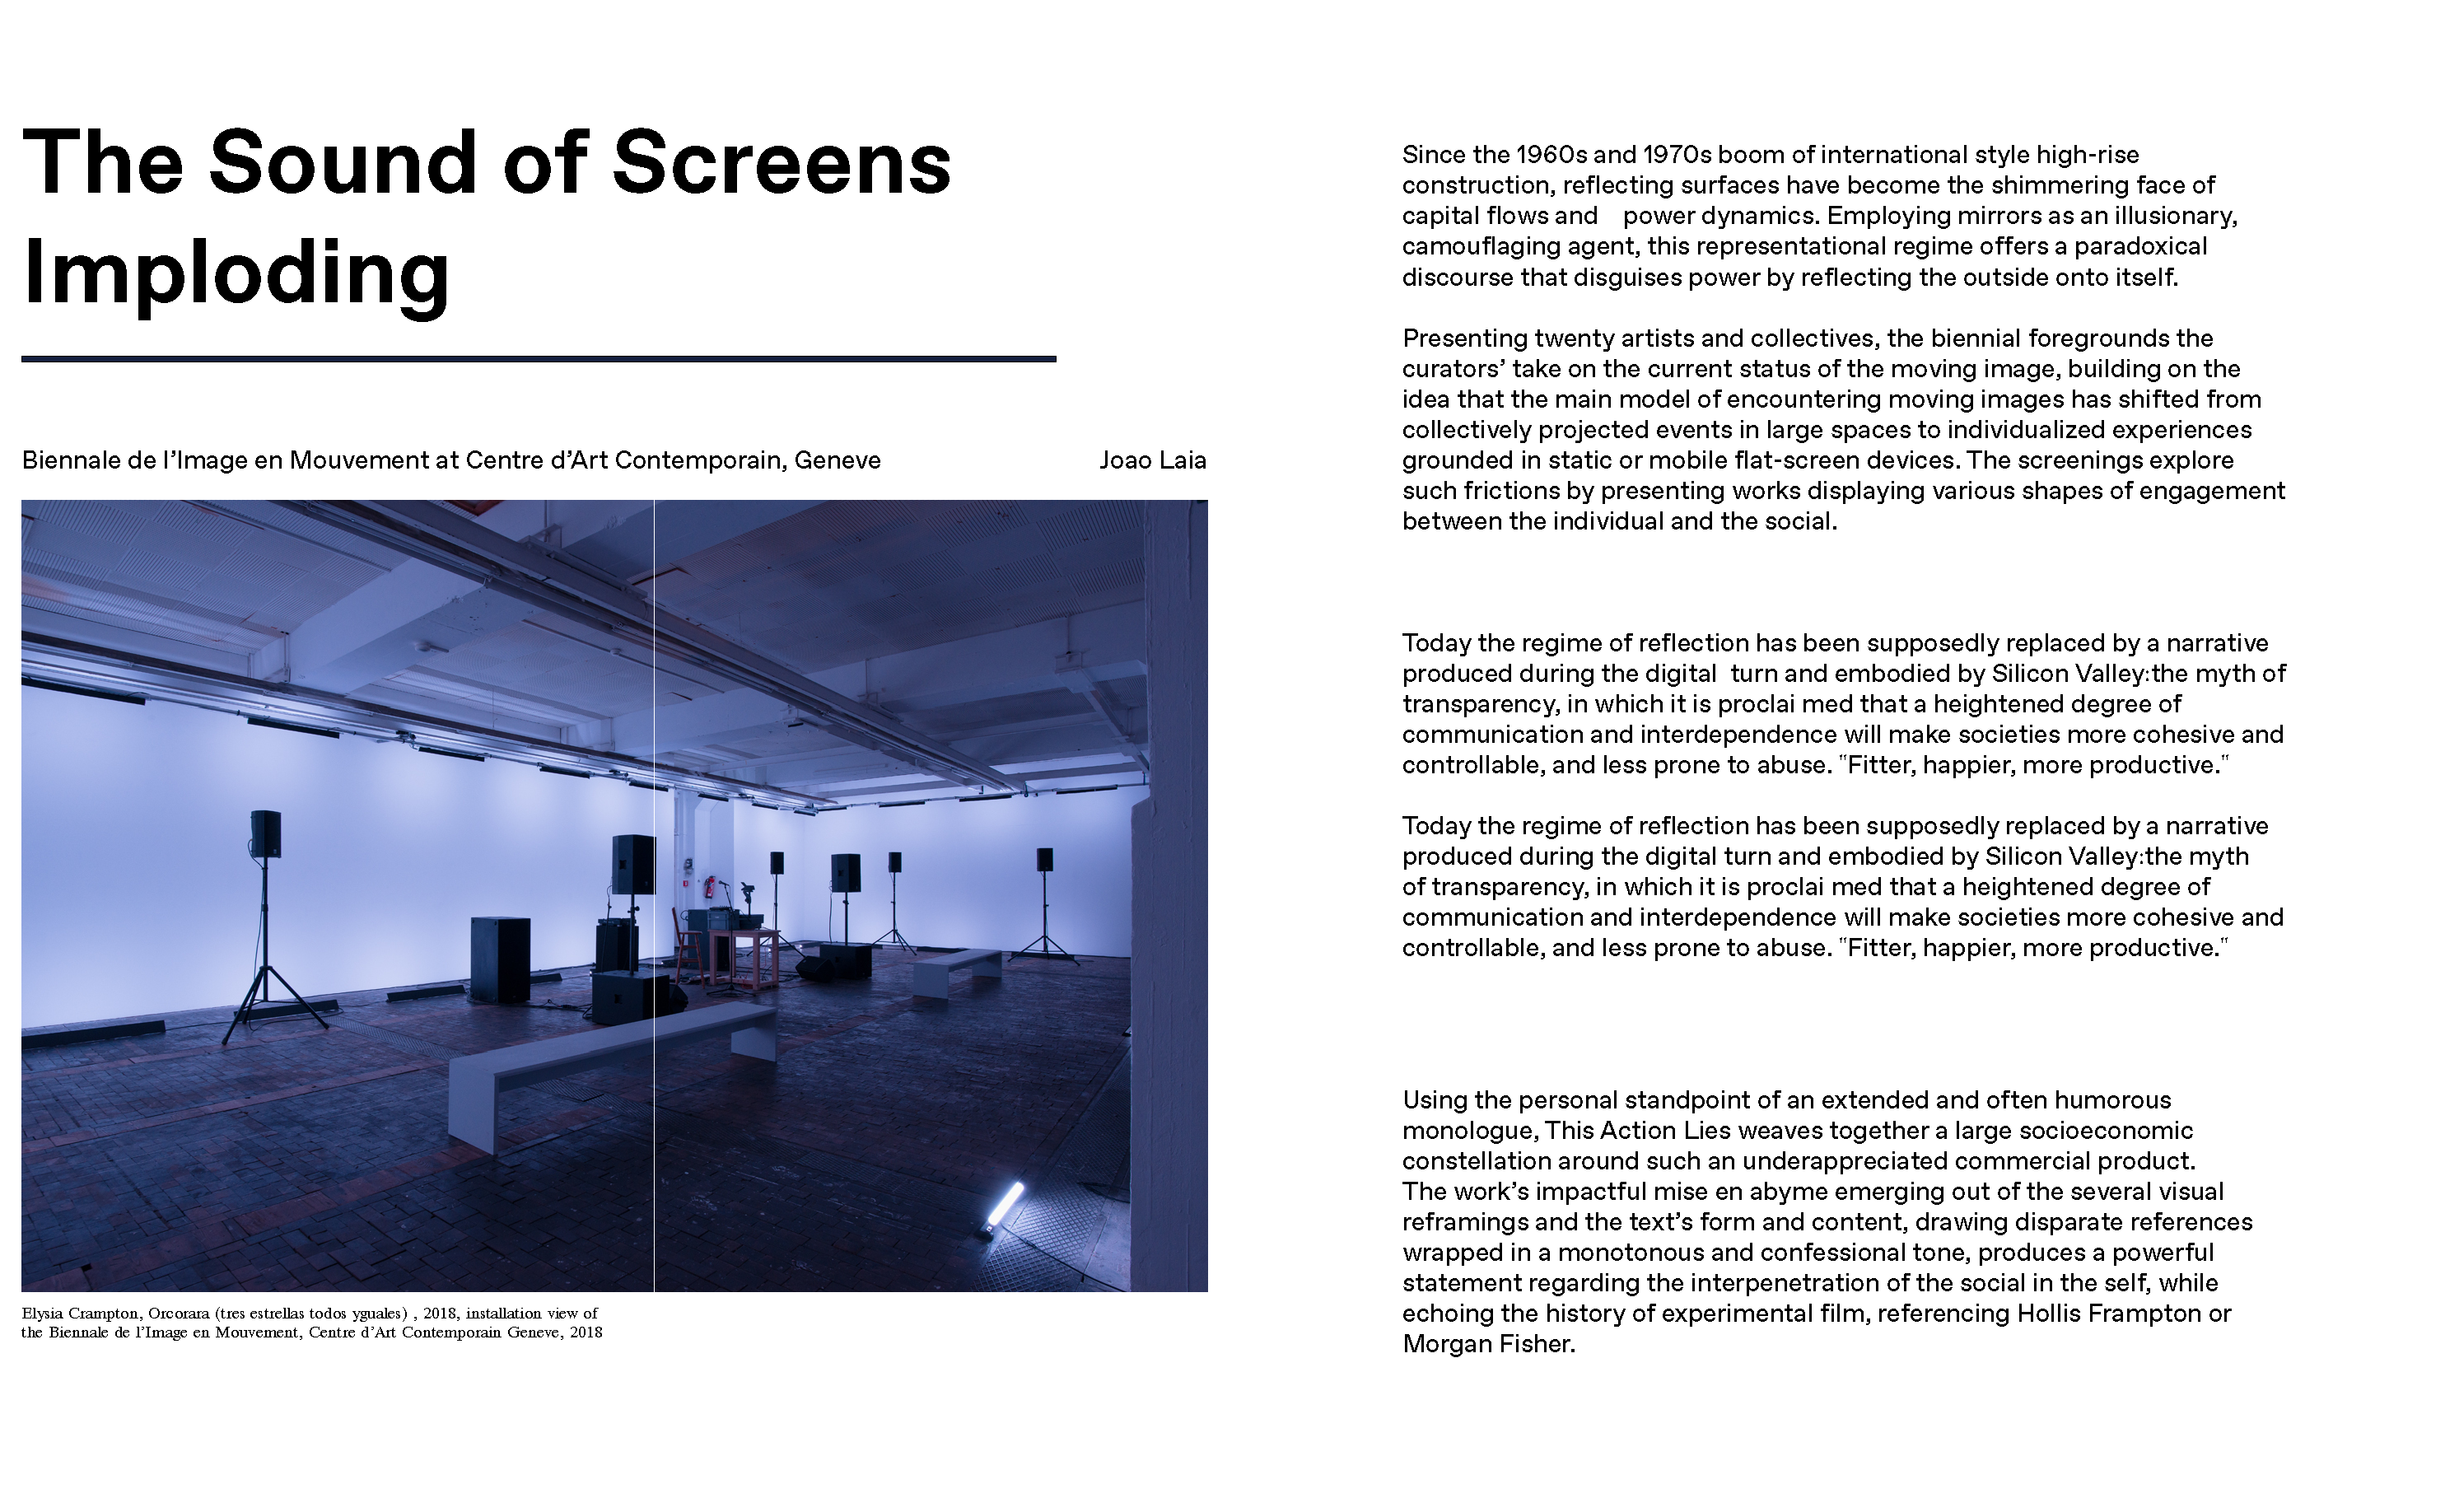 The Sound of Screens
Imploding
Biennale de l’Image en Mouvement at Centre d’Art Contemporain, Geneve
Joao Laia
Elysia Crampton, Orcorara (tres estrellas todos yguales) , 2018, installation view of
the Biennale de l’Image en Mouvement, Centre d’Art Contemporain Geneve, 2018
Since the 1960s and 1970s boom of international style high-rise
construction, reflecting surfaces have become the shimmering face of
capital flows and power dynamics. Employing mirrors as an illusionary,
camouflaging agent, this representational regime offers a paradoxical
discourse that disguises power by reflecting the outside onto itself.
Presenting twenty artists and collectives, the biennial foregrounds the
curators’ take on the current status of the moving image, building on the
idea that the main model of encountering moving images has shifted from
collectively projected events in large spaces to individualized experiences
grounded in static or mobile flat-screen devices. The screenings explore
such frictions by presenting works displaying various shapes of engagement
between the individual and the social.
Today the regime of reflection has been supposedly replaced by a narrative
produced during the digital turn and embodied by Silicon Valley:the myth of
transparency, in which it is proclai med that a heightened degree of
communication and interdependence will make societies more cohesive and
controllable, and less prone to abuse. "Fitter, happier, more productive."
Today the regime of reflection has been supposedly replaced by a narrative
produced during the digital turn and embodied by Silicon Valley:the myth
of transparency, in which it is proclai med that a heightened degree of
communication and interdependence will make societies more cohesive and
controllable, and less prone to abuse. "Fitter, happier, more productive."
Using the personal standpoint of an extended and often humorous
monologue, This Action Lies weaves together a large socioeconomic
constellation around such an underappreciated commercial product.
The work’s impactful mise en abyme emerging out of the several visual
reframings and the text’s form and content, drawing disparate references
wrapped in a monotonous and confessional tone, produces a powerful
statement regarding the interpenetration of the social in the self, while
echoing the history of experimental film, referencing Hollis Frampton or
Morgan Fisher.